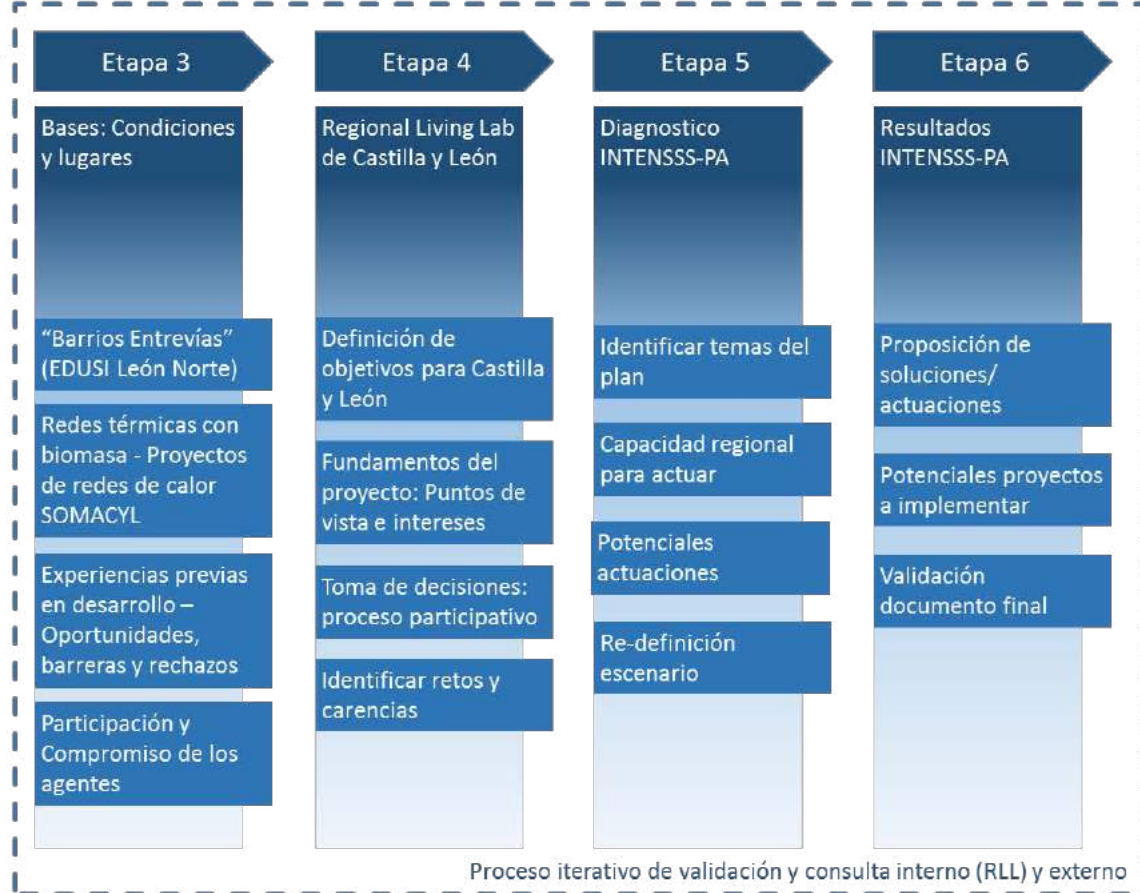 Etapa 3
Bases: Condiciones
y lugares
“Barrios Entrevías”
(EDUSI León Norte)
Redes térmicas con
biomasa - Proyectos
de redes de calor
SOMACYL
Experiencias previas
en desarrollo –
Oportunidades,
barreras y rechazos
Participación y
Compromiso de los
agentes
Etapa 4
Regional Living Lab
de Castilla y León
Definición de
objetivos para Castilla
y León
Fundamentos del
proyecto: Puntos de
vista e intereses
Toma de decisiones:
proceso participativo
Identificar retos y
carencias
Etapa 5
Diagnostico
INTENSSS-PA
Identificar temas del
plan
Capacidad regional
para actuar
Potenciales
actuaciones
Re-definición
escenario
Etapa 6
Resultados
INTENSSS-PA
Proposición de
soluciones/
actuaciones
Potenciales proyectos
a implementar
Validación
documento final
Proceso iterativo de validación y consulta interno (RLL) y externo